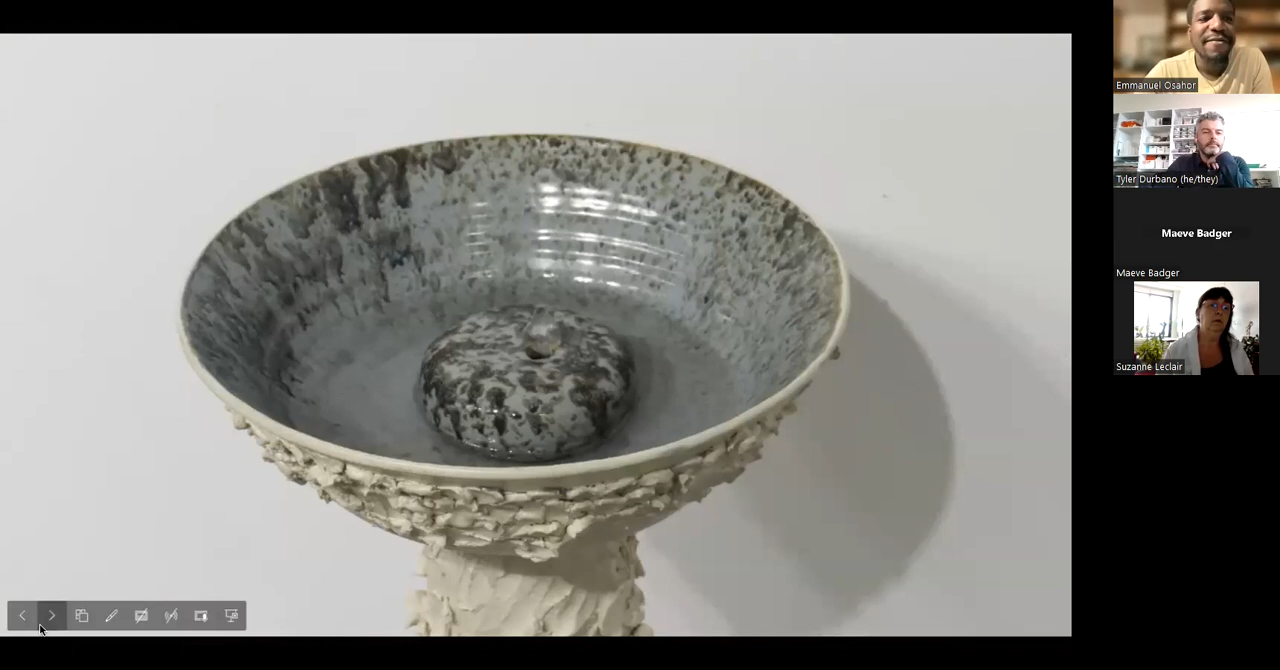 Emmanuel Osahor
Tyler Durbano (he/they)
Maeve Badger
Maeve Badger
Suzanne Leclair